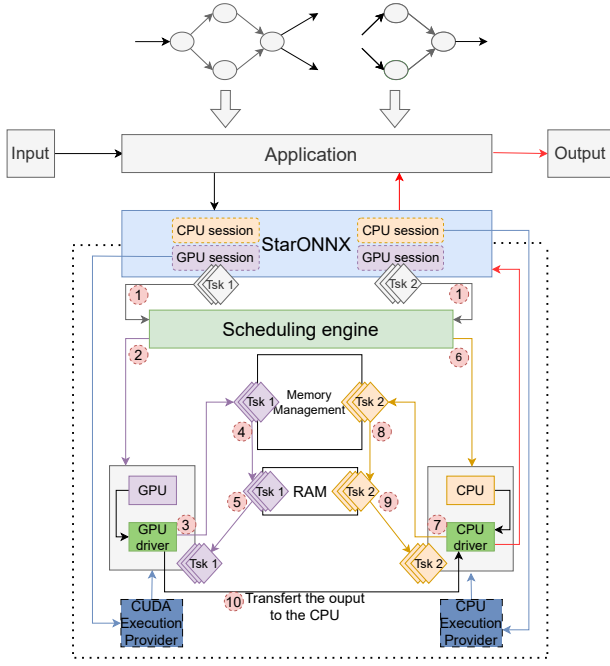 Input
Application
Output
CPU session
StarONNX
CPU session
GPU session
GPU session
Tsk 1
Tsk 2
1
1
Scheduling engine
2
6
Tsk 1
Memory
Management
Tsk 2
4
8
5
Tsk 1
RAM
Tsk 2
9
GPU
CPU
3
GPU
driver
7
CPU
driver
Tsk 1
Tsk 2
10
Transfert the ouput
to the CPU
CUDA
Execution
Provider
CPU
Execution
Provider